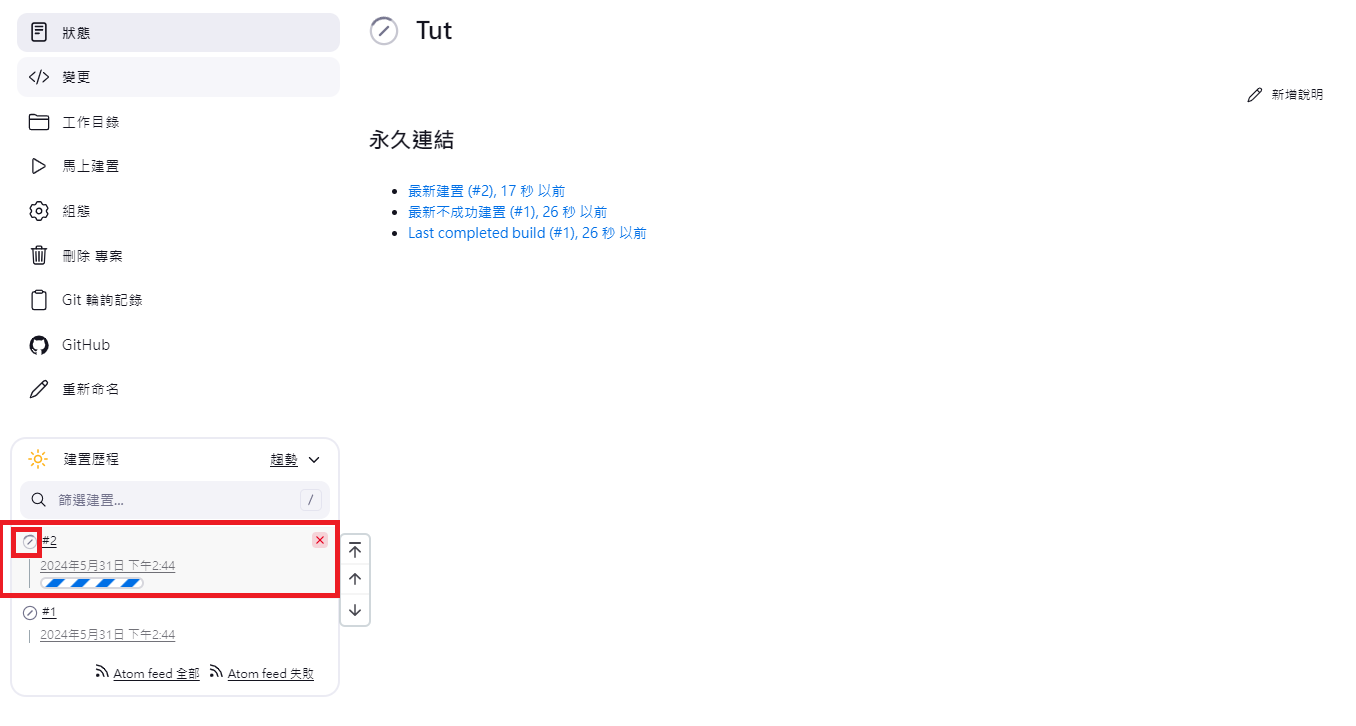 狀態
變更
工作目錄
馬上建置
組態
刪除 專案
Git 輪詢記錄
GitHub
重新命名
建置歷程
趨勢
篩選建置...
/
#2
2024年5月31日 下午2:44
#1
2024年5月31日 下午2:44
Atom feed 全部
Atom feed 失敗
Tut
新增說明
永久連結
最新建置 (#2), 17 秒 以前
最新不成功建置 (#1), 26 秒 以前
Last completed build (#1), 26 秒 以前